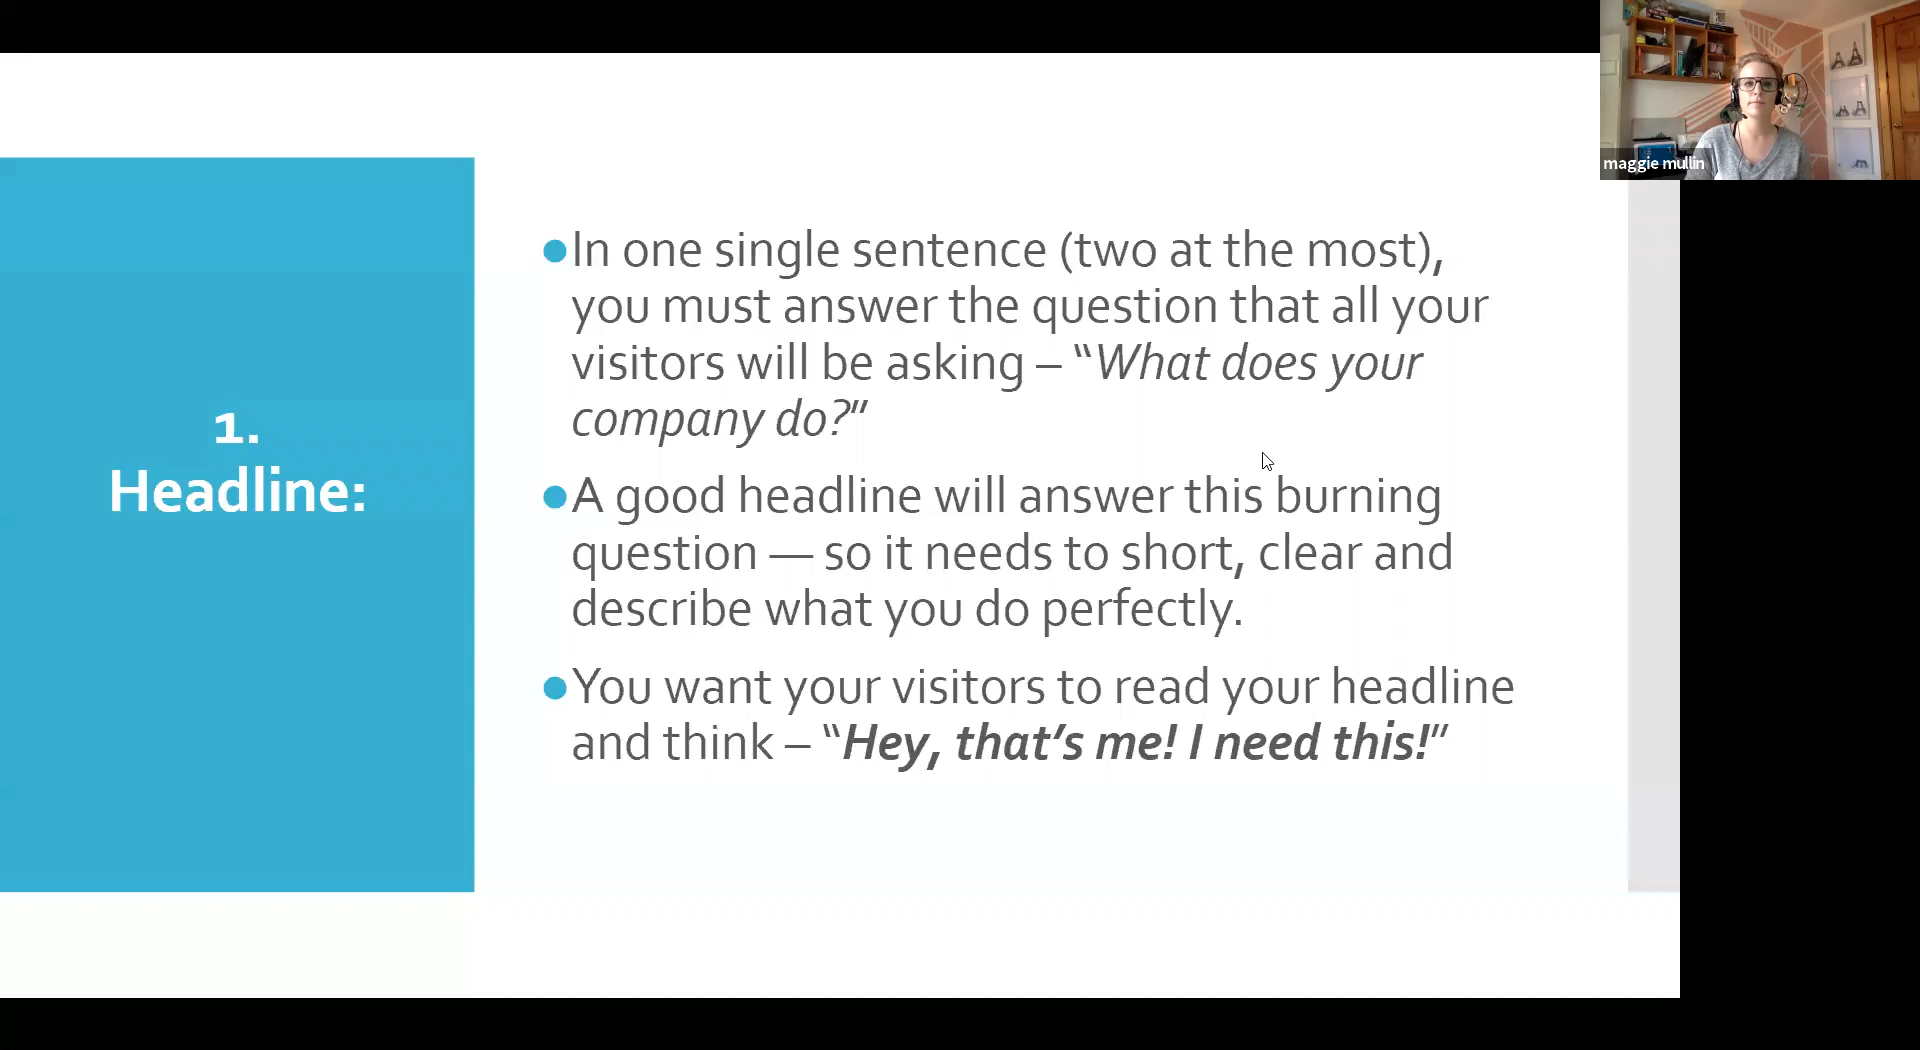 maggie mullin
1.
Headline:
In one single sentence (two at the most),
you must answer the question that all your
visitors will be asking – “What does your
company do?”
A good headline will answer this burning
question — so it needs to short, clear and
describe what you do perfectly.
You want your visitors to read your headline
and think – “Hey, that’s me! I need this!”